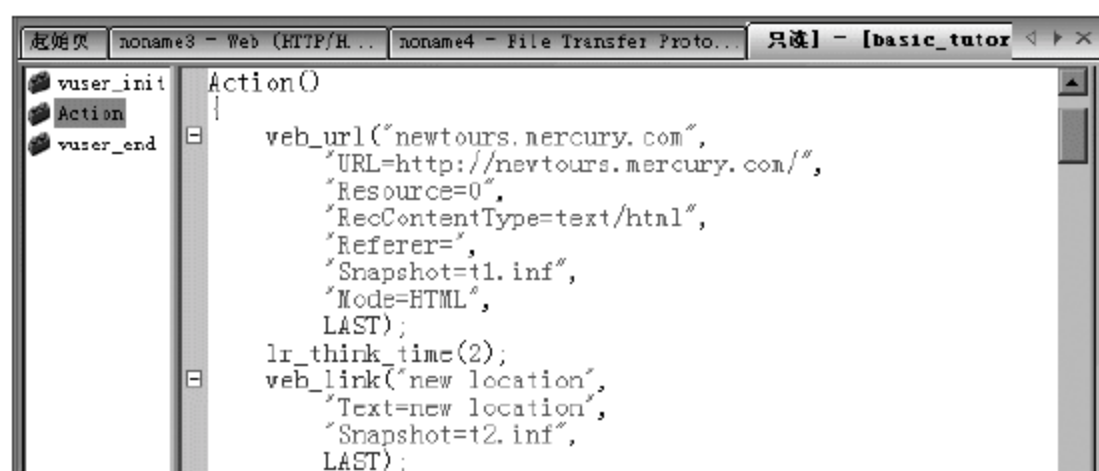 起始页 noname3 - Web (HTTP/H... noname4 - File Transfer Proto... 只读] - [basic_tutor
vuser_init
Action
vuser_end
Action()
{
web_url("newtours.mercury.com",
"URL=http://newtours.mercury.com/",
"Resource=0",
"RecContentType=text/html",
"Referer=",
"Snapshot=t1.inf",
"Mode=HTML",
LAST);
lr_think_time(2);
web_link("new location",
"Text=new location",
"Snapshot=t2.inf",
LAST);